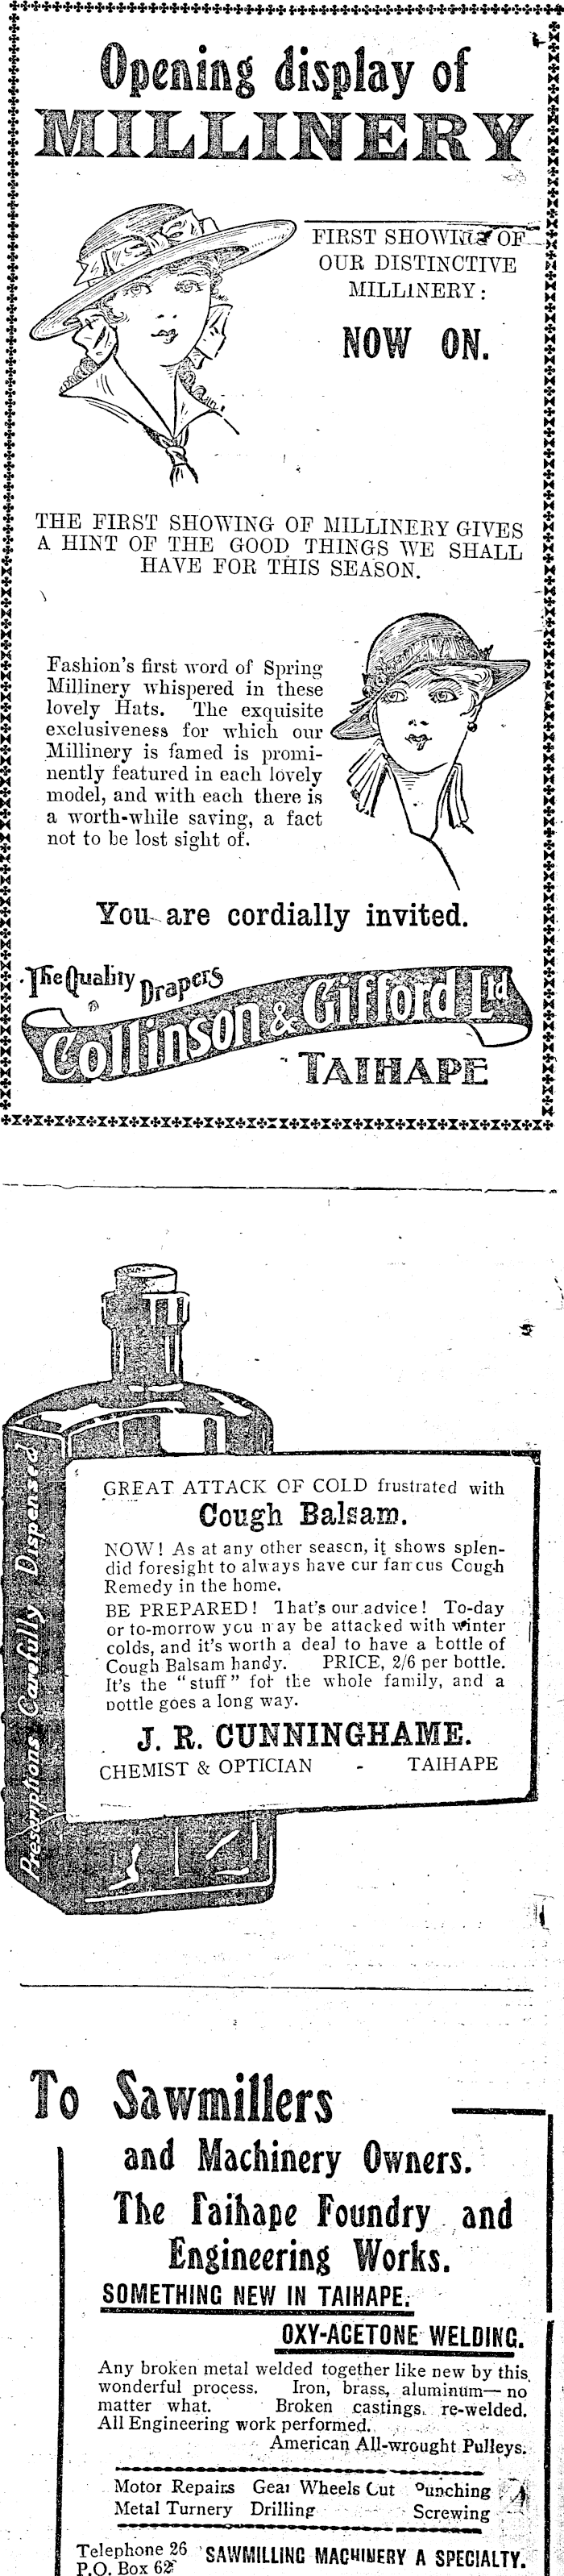 Opening display of
MILLINERY
FIRST SHOWING OF
OUR DISTINCTIVE
MILLINERY:
NOW ON.
THE FIRST SHOWING OF MILLINERY GIVES
A HINT OF THE GOOD THINGS WE SHALL
HAVE FOR THIS SEASON.
Fashion's first word of Spring
Millinery whispered in these
lovely Hats. The exquisite
exclusiveness for which our
Millinery is famed is promi-
nently featured in each lovely
model, and with each there is
a worth-while saving, a fact
not to be lost sight of.
You are cordially invited.
The Quality Drapers
Collinson & Gifford Ltd
TAIHAPE
Prescriptions Carefully Dispensed
GREAT ATTACK OF COLD frustrated with
Cough Balsam.
NOW! As at any other season, it shows splen-
did foresight to always have our famous Cough
Remedy in the home.
BE PREPARED! That's our advice! To-day
or to-morrow you may be attacked with winter
colds, and it's worth a deal to have a bottle of
Cough Balsam handy. PRICE, 2/6 per bottle.
It's the "stuff" for the whole family, and a
bottle goes a long way.
J. R. CUNNINGHAME.
CHEMIST & OPTICIAN - TAIHAPE
To Sawmillers
and Machinery Owners.
The Taihape Foundry and
Engineering Works.
SOMETHING NEW IN TAIHAPE.
OXY-ACETONE WELDING.
Any broken metal welded together like new by this
wonderful process. Iron, brass, aluminum—no
matter what. Broken castings re-welded.
All Engineering work performed.
American All-wrought Pulleys.
Motor Repairs Gear Wheels Cut Punching
Metal Turnery Drilling Screwing
Telephone 26 SAWMILLING MACHINERY A SPECIALTY.
P.O. Box 62